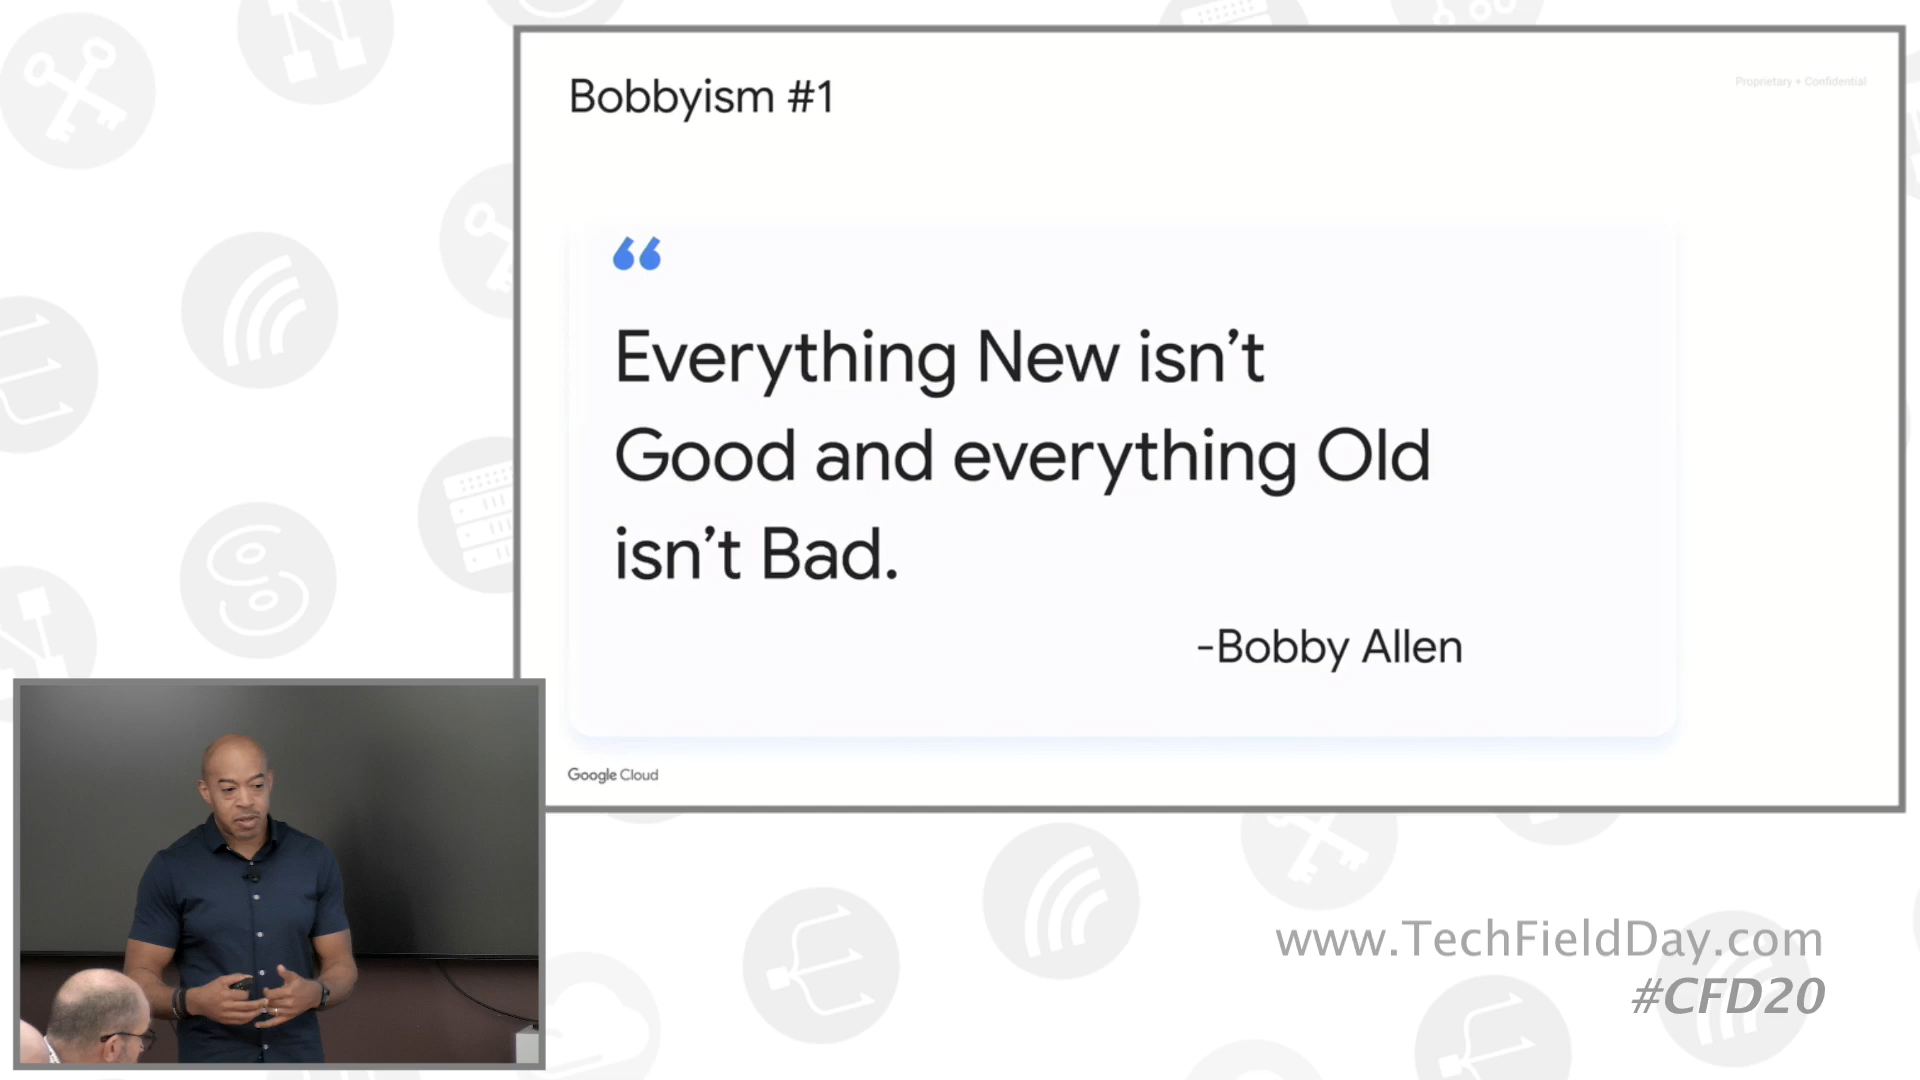 Bobbyism #1
Proprietary + Confidential
“
Everything New isn’t
Good and everything Old
isn’t Bad.
-Bobby Allen
Google Cloud
www.TechFieldDay.com
#CFD20